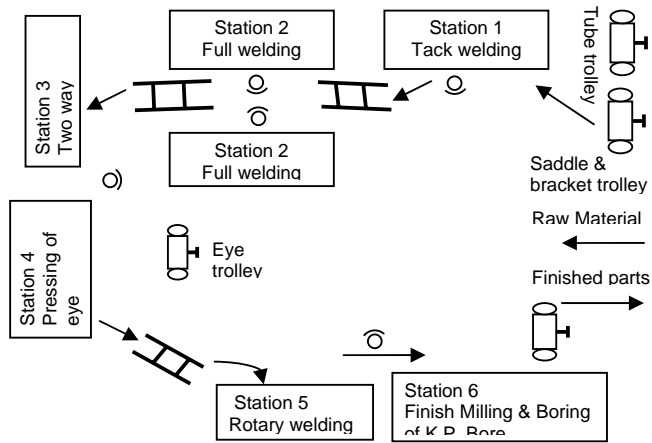 Station 1
Tack welding
Station 2
Full welding
Station 2
Full welding
Station 3
Two way
Station 4
Pressing of
eye
Station 5
Rotary welding
Station 6
Finish Milling & Boring
of K.P. Bore
Tube trolley
Saddle &
bracket trolley
Raw Material
Finished parts
Eye
trolley